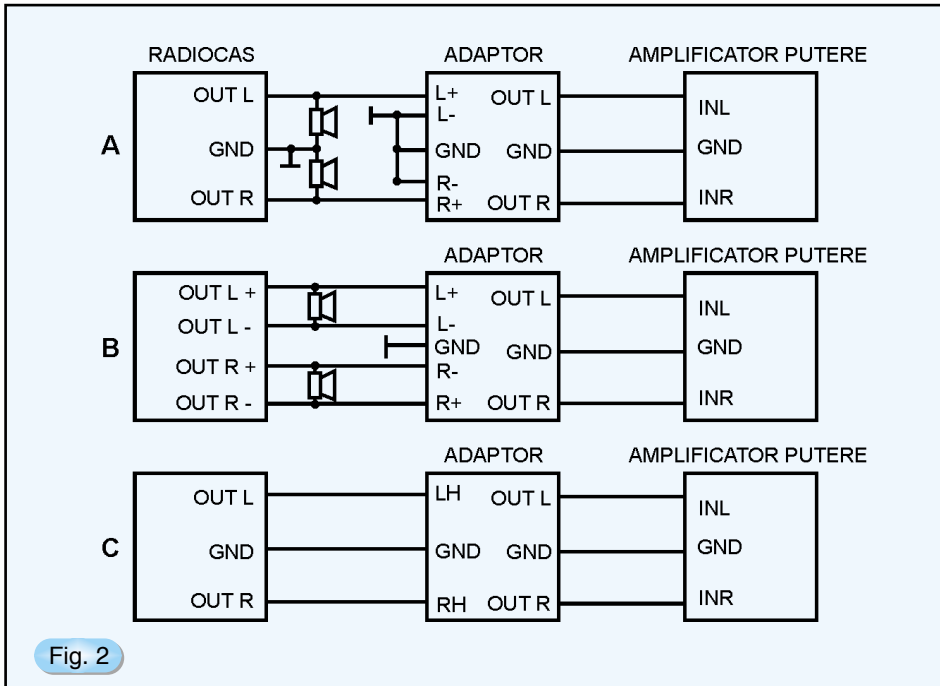 RADIOCAS ADAPTOR AMPLIFICATOR PUTERE
A
OUT L
GND
OUT R
L+
L-
GND
R-
R+
OUT L
GND
OUT R
INL
GND
INR
ADAPTOR AMPLIFICATOR PUTERE
B
OUT L +
OUT L -
OUT R +
OUT R -
L+
L-
GND
R-
R+
OUT L
GND
OUT R
INL
GND
INR
ADAPTOR AMPLIFICATOR PUTERE
C
OUT L
GND
OUT R
LH
GND
RH
OUT L
GND
OUT R
INL
GND
INR
Fig. 2